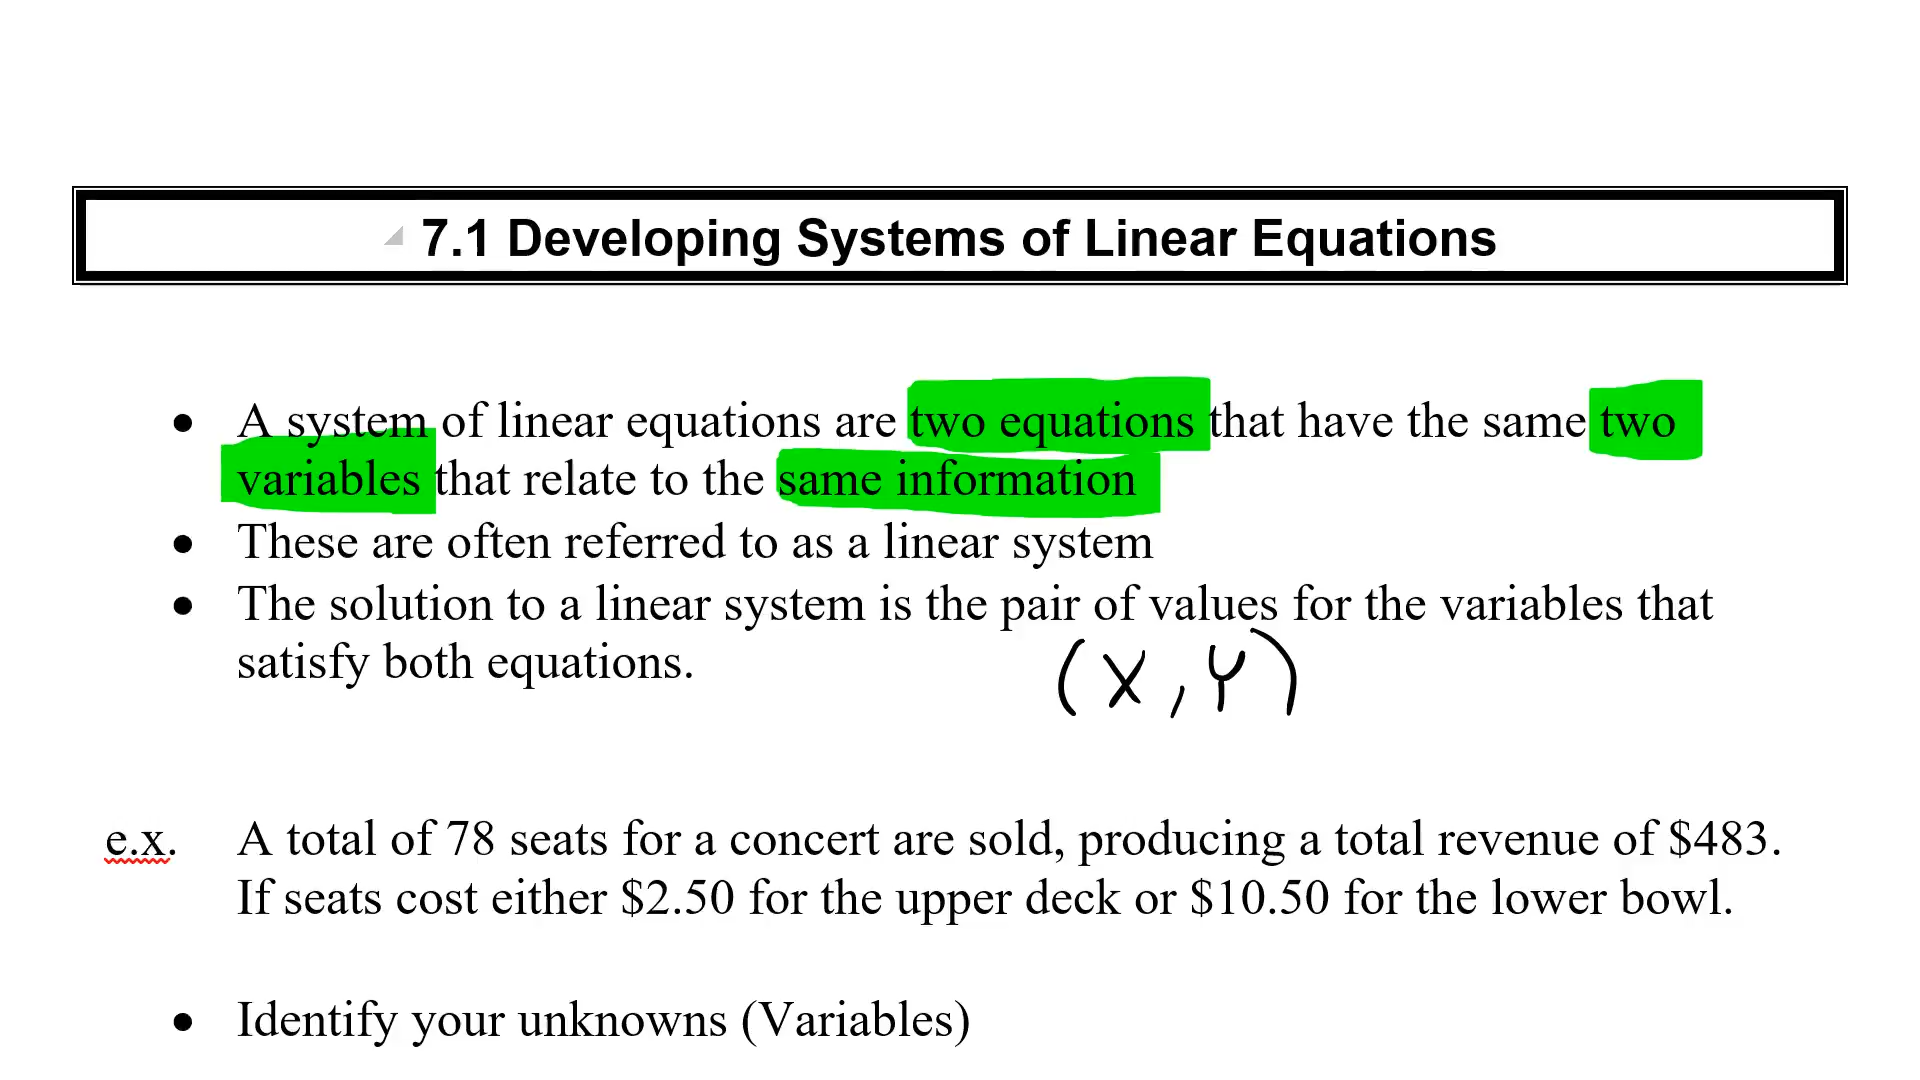 7.1 Developing Systems of Linear Equations
• A system of linear equations are two equations that have the same two
variables that relate to the same information
• These are often referred to as a linear system
• The solution to a linear system is the pair of values for the variables that
satisfy both equations.
(X,Y)
e.x. A total of 78 seats for a concert are sold, producing a total revenue of $483.
If seats cost either $2.50 for the upper deck or $10.50 for the lower bowl.
• Identify your unknowns (Variables)